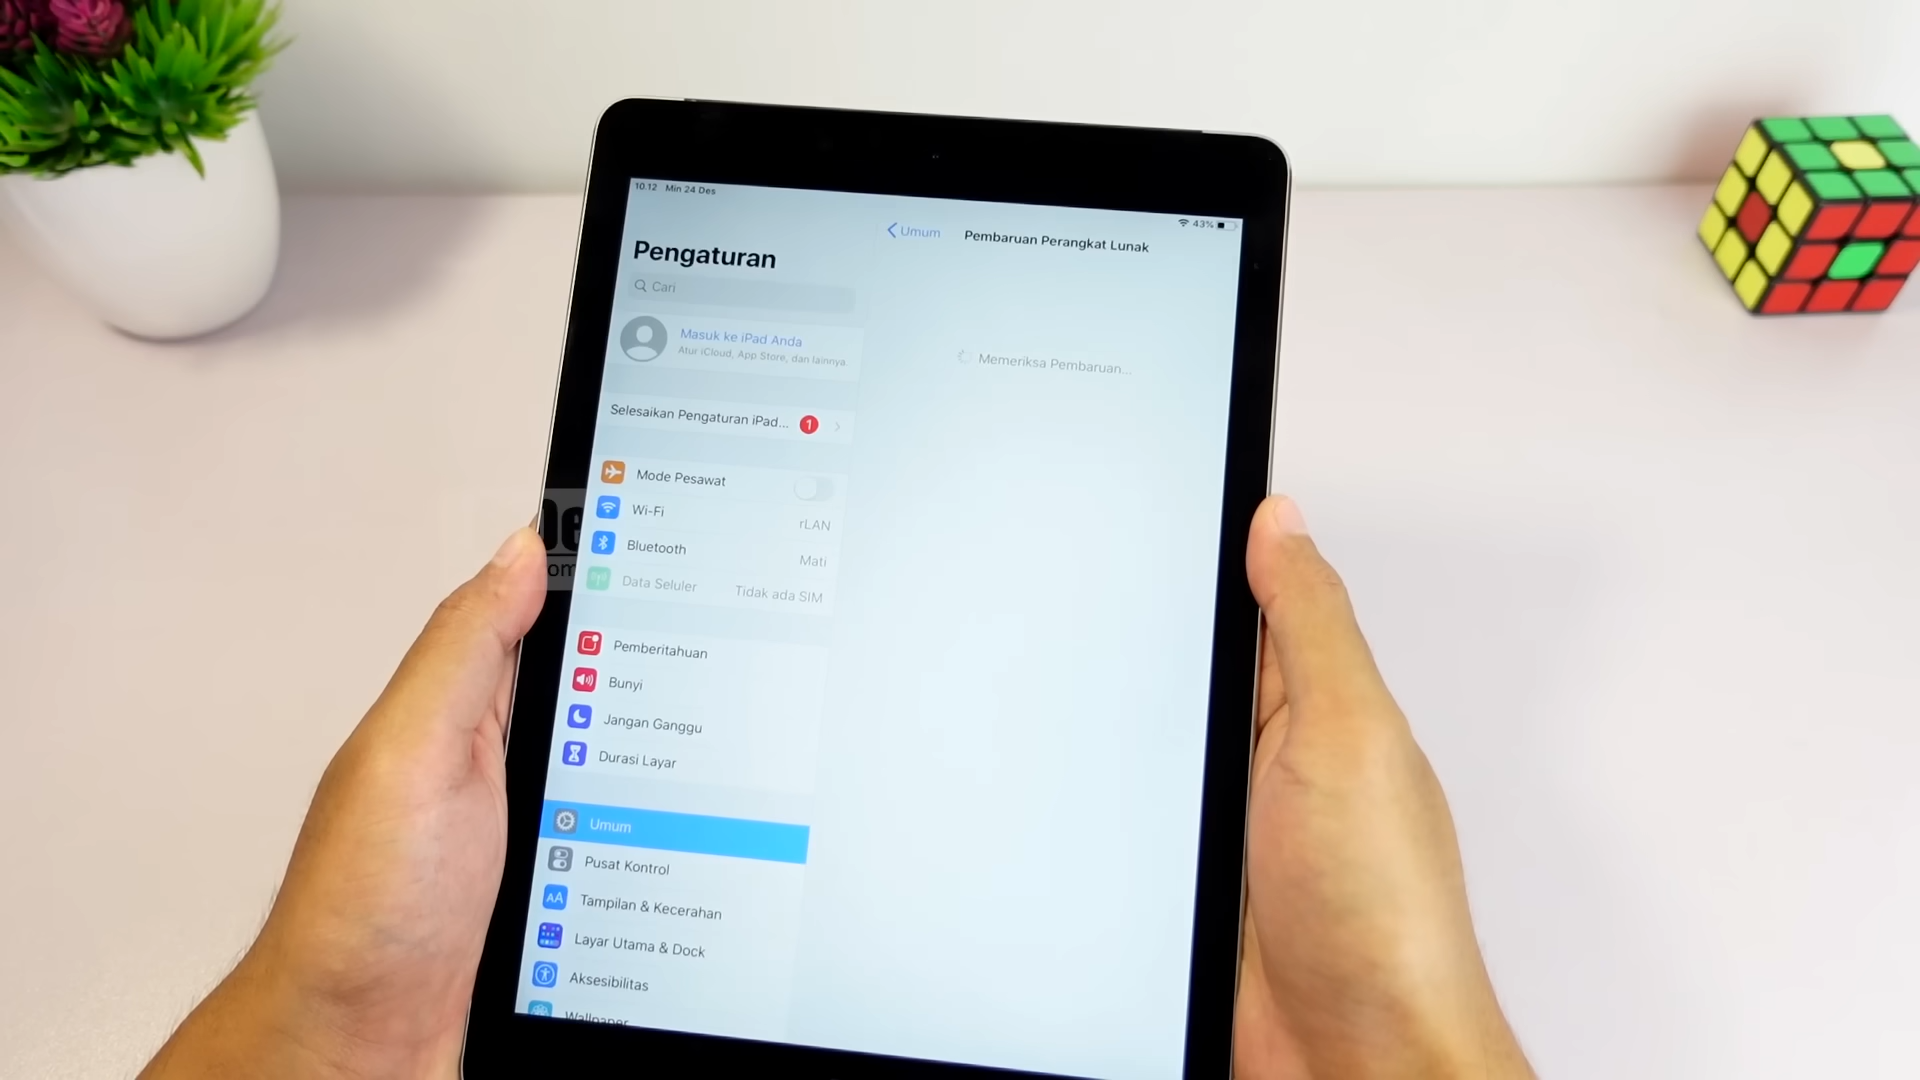 10.12 Min 24 Des
43%
Pengaturan
Umum
Pembaruan Perangkat Lunak
Cari
Masuk ke iPad Anda
Atur iCloud, App Store, dan lainnya.
Memeriksa Pembaruan...
Selesaikan Pengaturan iPad... 1
Mode Pesawat
Wi-Fi rLAN
Bluetooth Mati
Data Seluler Tidak ada SIM
Pemberitahuan
Bunyi
Jangan Ganggu
Durasi Layar
Umum
Pusat Kontrol
AA Tampilan & Kecerahan
Layar Utama & Dock
Aksesibilitas
Wallpaper